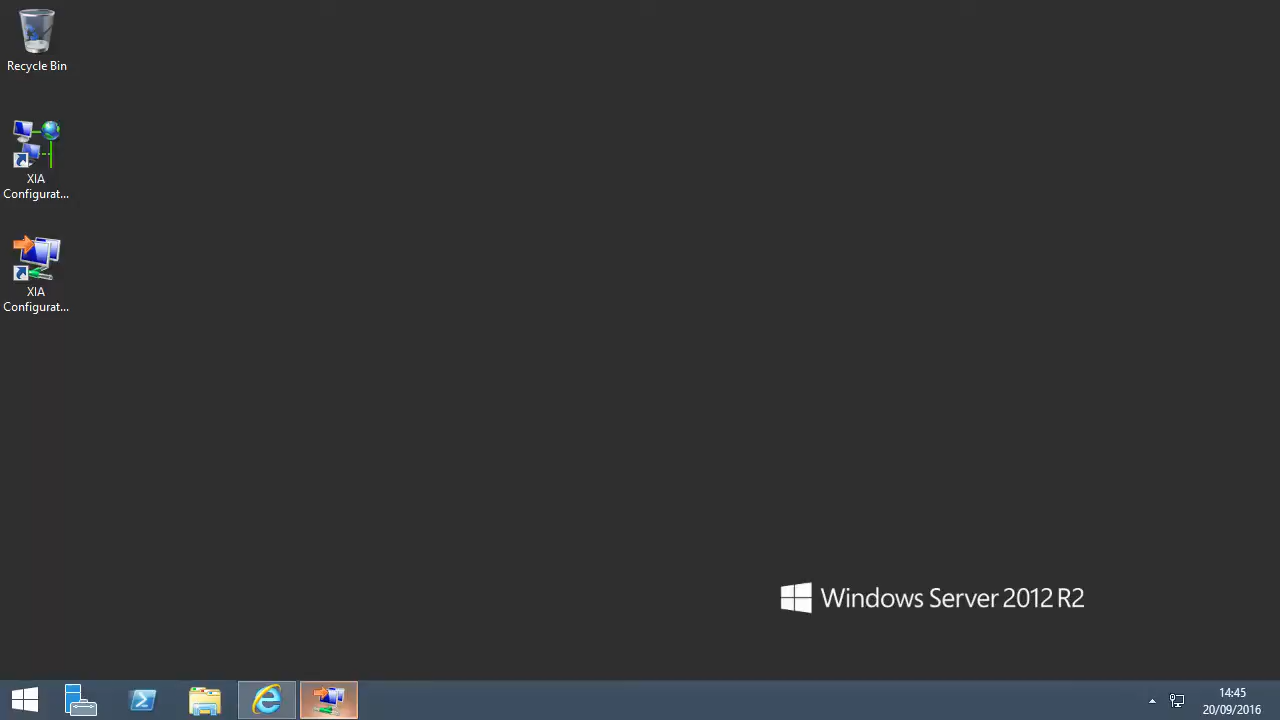 Recycle Bin
XIA
Configurat...
XIA
Configurat...
Windows Server 2012 R2
14:45
20/09/2016